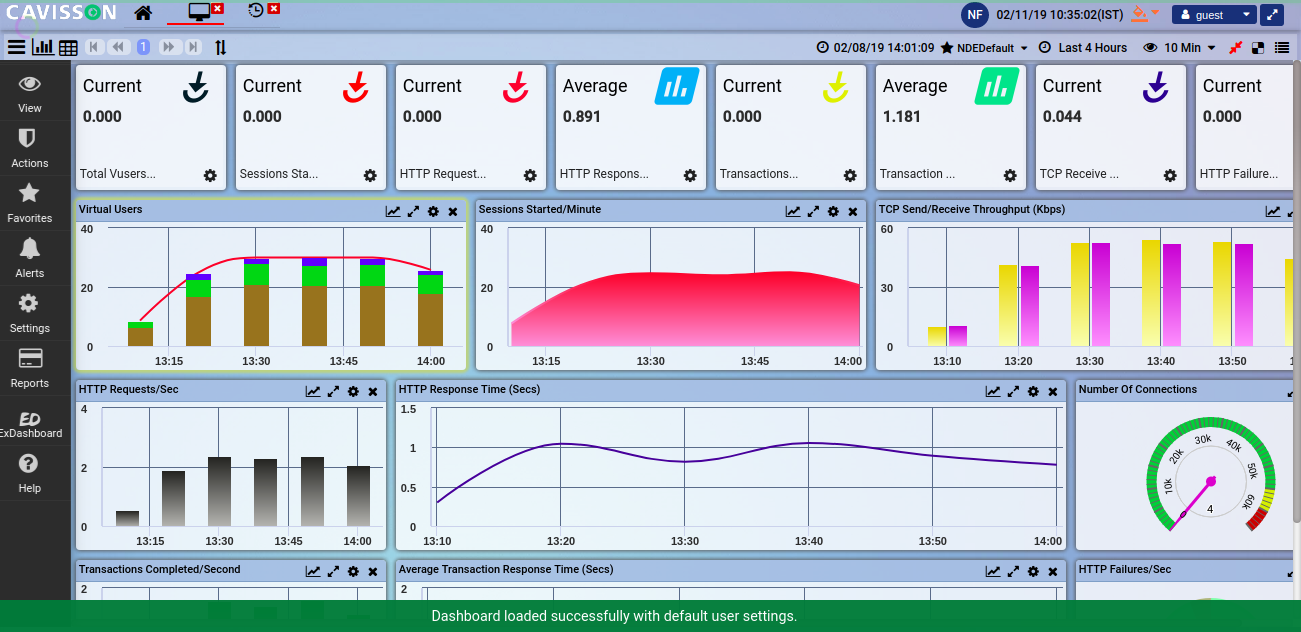 CAVISSON
NF 02/11/19 10:35:02(IST) guest
1 02/08/19 14:01:09 NDEDefault Last 4 Hours 10 Min
View
Actions
Favorites
Alerts
Settings
Reports
ED
ExDashboard
Help
Current
0.000
Total Vusers...
Current
0.000
Sessions Sta...
Current
0.000
HTTP Request...
Average
0.891
HTTP Respons...
Current
0.000
Transactions...
Average
1.181
Transaction ...
Current
0.044
TCP Receive ...
Current
0.000
HTTP Failure...
Virtual Users
40
20
0
13:15 13:30 13:45 14:00
Sessions Started/Minute
40
20
0
13:15 13:30 13:45 14:00
TCP Send/Receive Throughput (Kbps)
60
30
0
13:10 13:20 13:30 13:40 13:50 1
HTTP Requests/Sec
4
2
0
13:15 13:30 13:45 14:00
HTTP Response Time (Secs)
1.5
1
0.5
0
13:10 13:20 13:30 13:40 13:50 14:00
Number Of Connections
10k 20k 30k 40k 50k 60k
4
Transactions Completed/Second
2
Average Transaction Response Time (Secs)
2
HTTP Failures/Sec
Dashboard loaded successfully with default user settings.